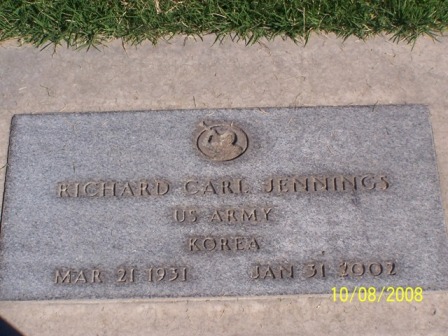 RICHARD CARL JENNINGS
US ARMY
KOREA
MAR 21 1931 JAN 31 2002
10/08/2008